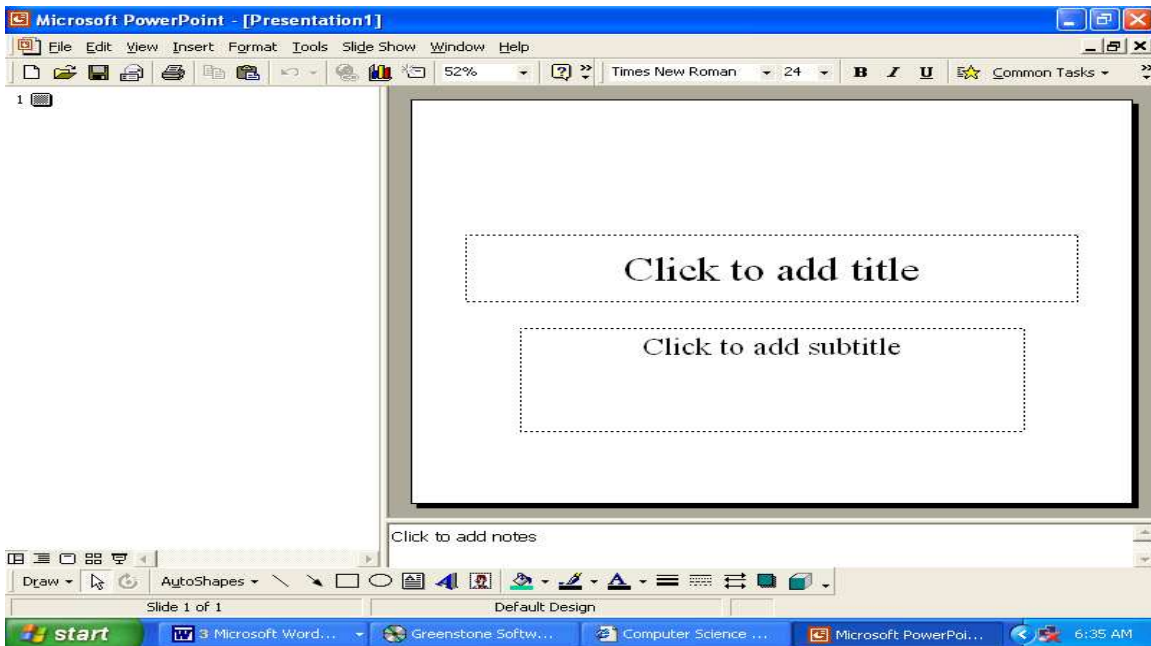 Microsoft PowerPoint - [Presentation1]
File Edit View Insert Format Tools Slide Show Window Help
52% Times New Roman 24 B I U Common Tasks
1
Click to add title
Click to add subtitle
Click to add notes
Draw AutoShapes
Slide 1 of 1 Default Design
start 3 Microsoft Word... Greenstone Softw... Computer Science ... Microsoft PowerPoi... 6:35 AM